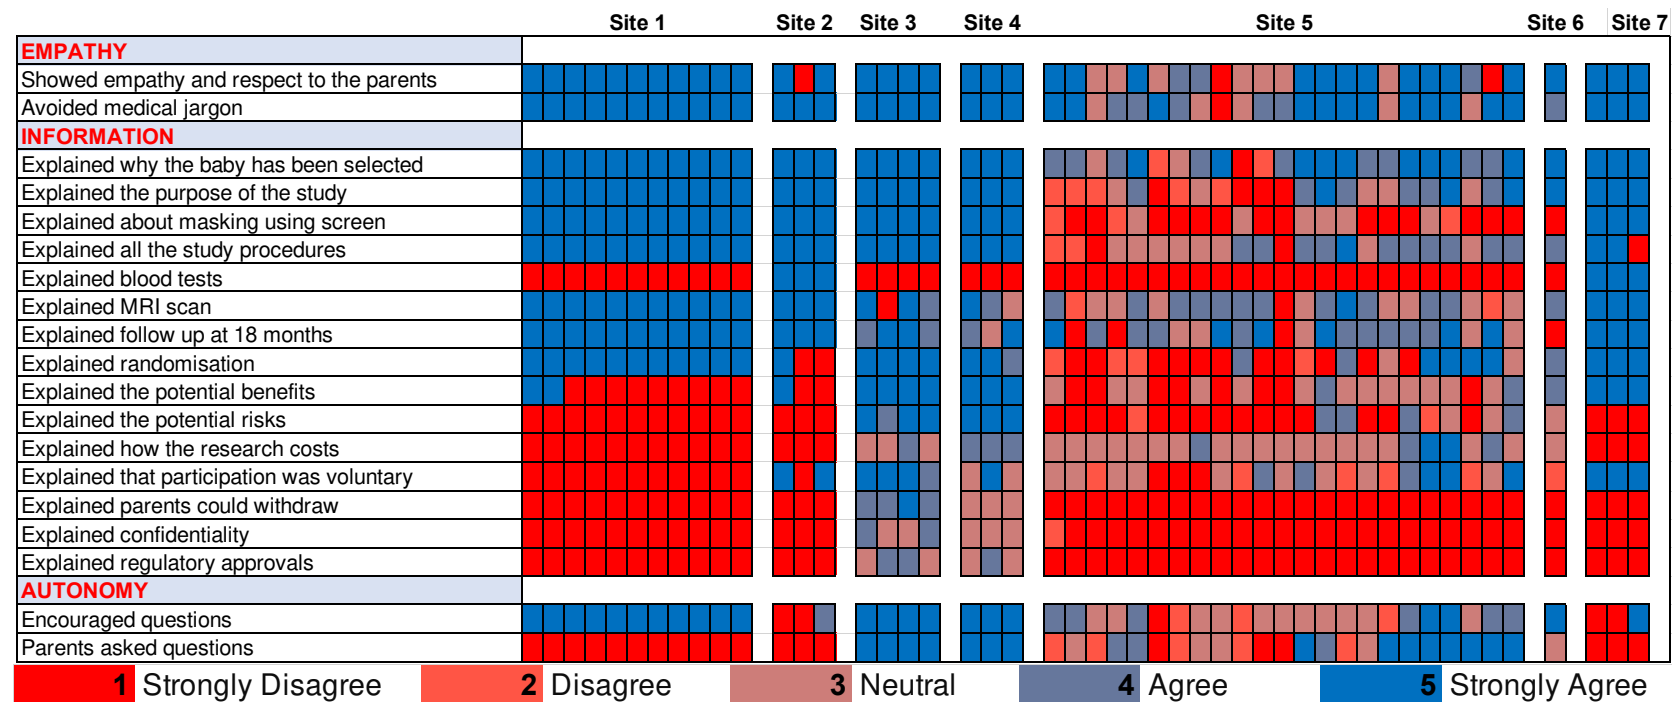 Site 1 Site 2 Site 3 Site 4 Site 5 Site 6 Site 7
EMPATHY
Showed empathy and respect to the parents
Avoided medical jargon
INFORMATION
Explained why the baby has been selected
Explained the purpose of the study
Explained about masking using screen
Explained all the study procedures
Explained blood tests
Explained MRI scan
Explained follow up at 18 months
Explained randomisation
Explained the potential benefits
Explained the potential risks
Explained how the research costs
Explained that participation was voluntary
Explained parents could withdraw
Explained confidentiality
Explained regulatory approvals
AUTONOMY
Encouraged questions
Parents asked questions
1 Strongly Disagree 2 Disagree 3 Neutral 4 Agree 5 Strongly Agree